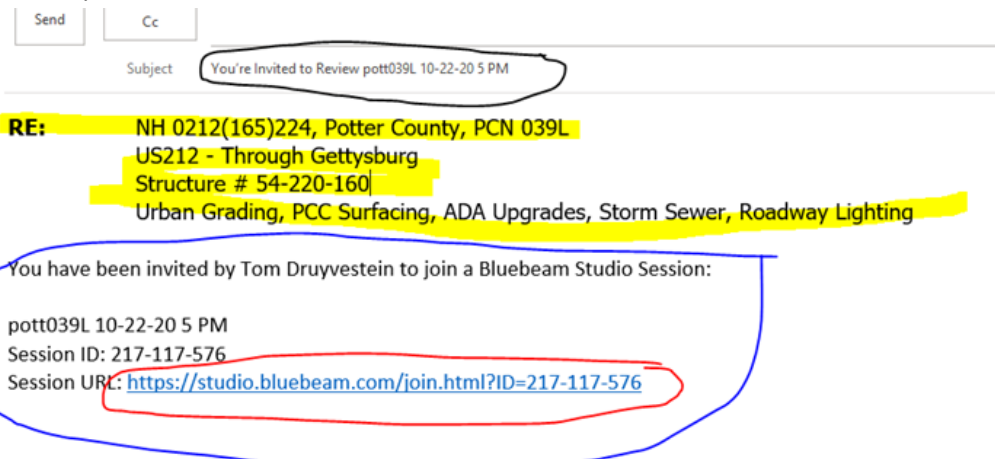 Send
Cc
Subject You're Invited to Review pott039L 10-22-20 5 PM
RE: NH 0212(165)224, Potter County, PCN 039L
US212 - Through Gettysburg
Structure # 54-220-160
Urban Grading, PCC Surfacing, ADA Upgrades, Storm Sewer, Roadway Lighting
You have been invited by Tom Druyvestein to join a Bluebeam Studio Session:
pott039L 10-22-20 5 PM
Session ID: 217-117-576
Session URL: https://studio.bluebeam.com/join.html?ID=217-117-576